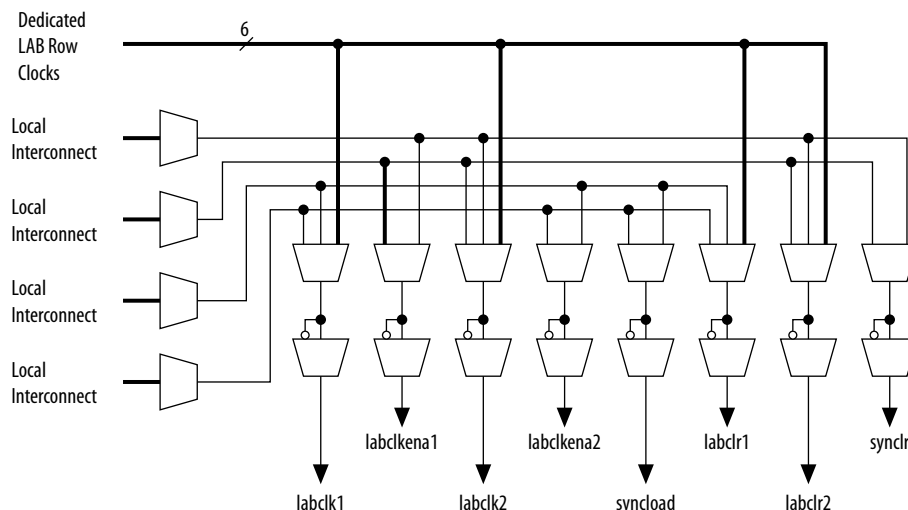 Dedicated
LAB Row
Clocks
6
Local
Interconnect
Local
Interconnect
Local
Interconnect
Local
Interconnect
labclkena1
labclkena2
labclr1
synclr
labclk1
labclk2
syncload
labclr2